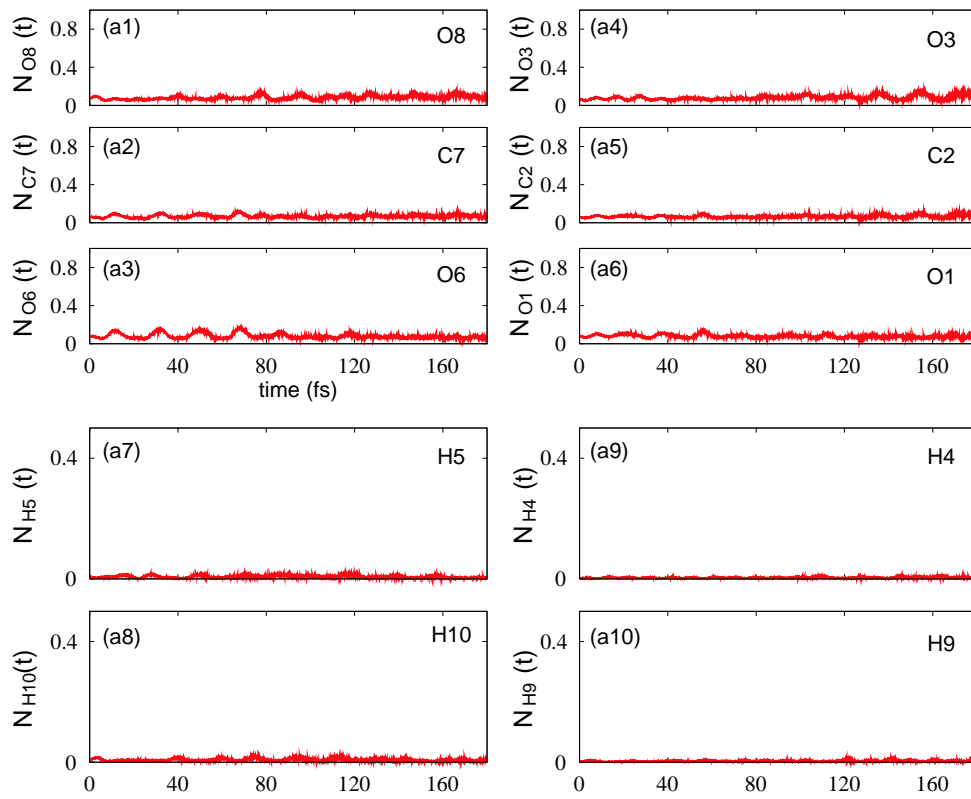 (a1) O8
N_O8 (t)
0.8
0.4
0
(a4) O3
N_O3 (t)
0.8
0.4
0
(a2) C7
N_C7 (t)
0.8
0.4
0
(a5) C2
N_C2 (t)
0.8
0.4
0
(a3) O6
N_O6 (t)
0.8
0.4
0
0 40 80 120 160
time (fs)
(a6) O1
N_O1 (t)
0.8
0.4
0
0 40 80 120 160
(a7) H5
N_H5 (t)
0.4
0
(a9) H4
N_H4 (t)
0.4
0
(a8) H10
N_H10(t)
0.4
0
0 40 80 120 160
(a10) H9
N_H9 (t)
0.4
0
0 40 80 120 160